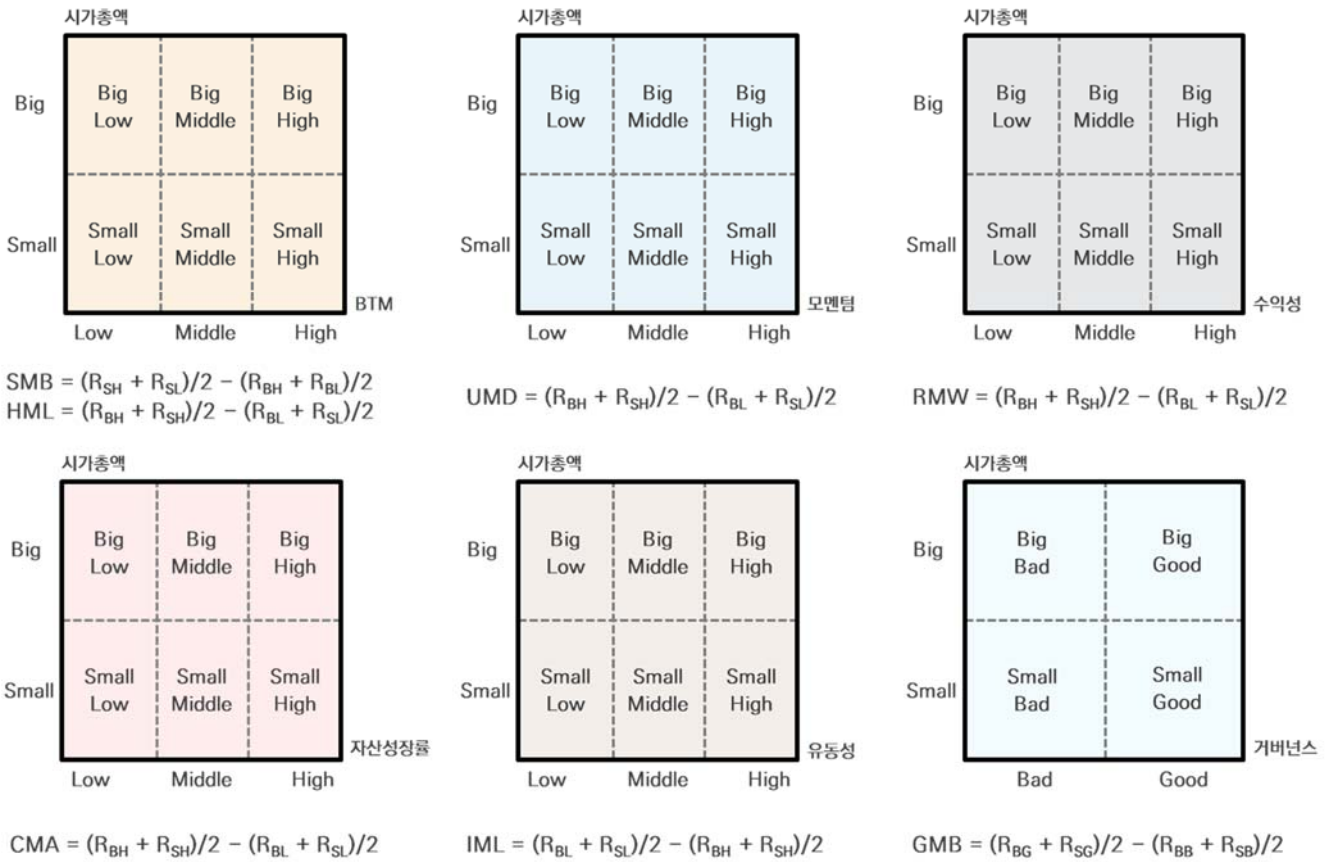 시가총액
Big
Big Low
Big Middle
Big High
Small
Small Low
Small Middle
Small High
BTM
Low Middle High
SMB = (R_SH + R_SL)/2 − (R_BH + R_BL)/2
HML = (R_BH + R_SH)/2 − (R_BL + R_SL)/2
시가총액
Big
Big Low
Big Middle
Big High
Small
Small Low
Small Middle
Small High
모멘텀
Low Middle High
UMD = (R_BH + R_SH)/2 − (R_BL + R_SL)/2
시가총액
Big
Big Low
Big Middle
Big High
Small
Small Low
Small Middle
Small High
수익성
Low Middle High
RMW = (R_BH + R_SH)/2 − (R_BL + R_SL)/2
시가총액
Big
Big Low
Big Middle
Big High
Small
Small Low
Small Middle
Small High
자산성장률
Low Middle High
CMA = (R_BH + R_SH)/2 − (R_BL + R_SL)/2
시가총액
Big
Big Low
Big Middle
Big High
Small
Small Low
Small Middle
Small High
유동성
Low Middle High
IML = (R_BL + R_SL)/2 − (R_BH + R_SH)/2
시가총액
Big
Big Bad
Big Good
Small
Small Bad
Small Good
거버넌스
Bad Good
GMB = (R_BG + R_SG)/2 − (R_BB + R_SB)/2